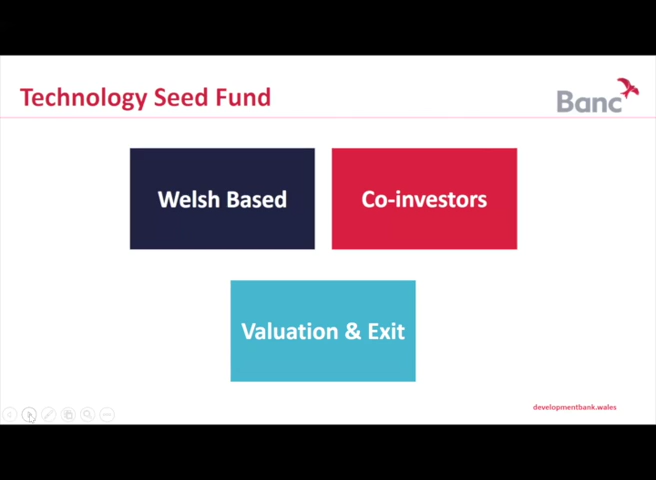 Technology Seed Fund
Banc
Welsh Based
Co-investors
Valuation & Exit
developmentbank.wales